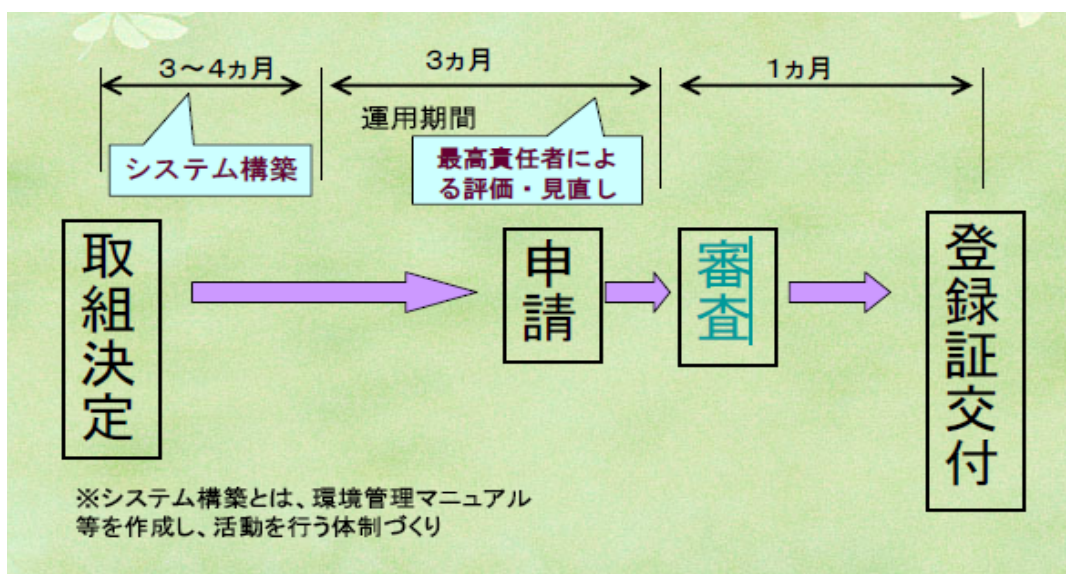 3～4ヵ月
3ヵ月
1ヵ月
運用期間
システム構築
最高責任者によ
る評価・見直し
取組決定
申請
審査
登録証交付
※システム構築とは、環境管理マニュアル
等を作成し、活動を行う体制づくり